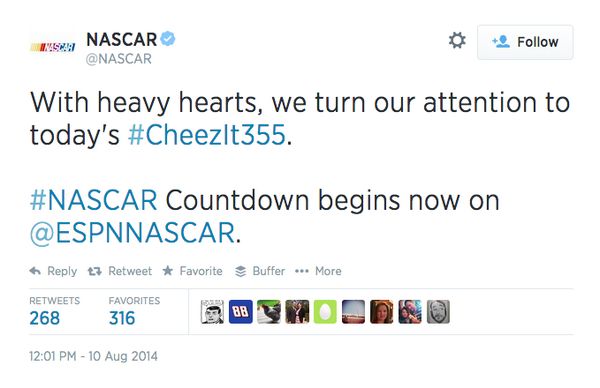 NASCAR
NASCAR
@NASCAR
Follow
With heavy hearts, we turn our attention to
today's #CheezIt355.
#NASCAR Countdown begins now on
@ESPNNASCAR.
Reply Retweet Favorite Buffer More
RETWEETS FAVORITES
268 316
88
12:01 PM - 10 Aug 2014